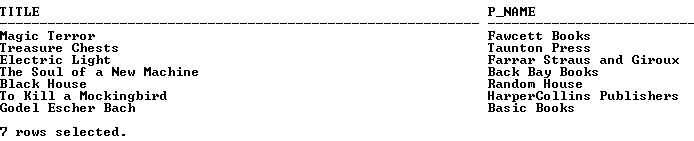 TITLE P_NAME
Magic Terror Fawcett Books
Treasure Chests Taunton Press
Electric Light Farrar Straus and Giroux
The Soul of a New Machine Back Bay Books
Black House Random House
To Kill a Mockingbird HarperCollins Publishers
Godel Escher Bach Basic Books
7 rows selected.